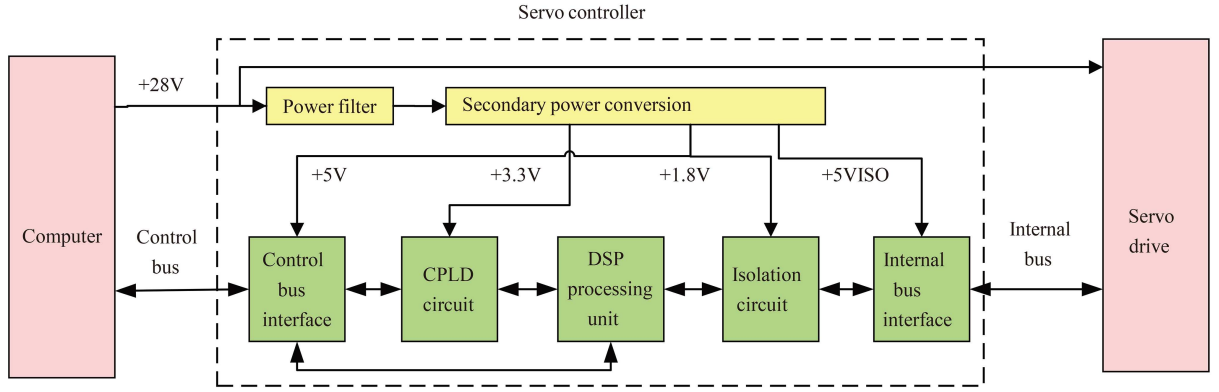 Servo controller
+28V
Power filter
Secondary power conversion
+5V
+3.3V
+1.8V
+5VISO
Computer
Control
bus
Control
bus
interface
CPLD
circuit
DSP
processing
unit
Isolation
circuit
Internal
bus
interface
Internal
bus
Servo
drive